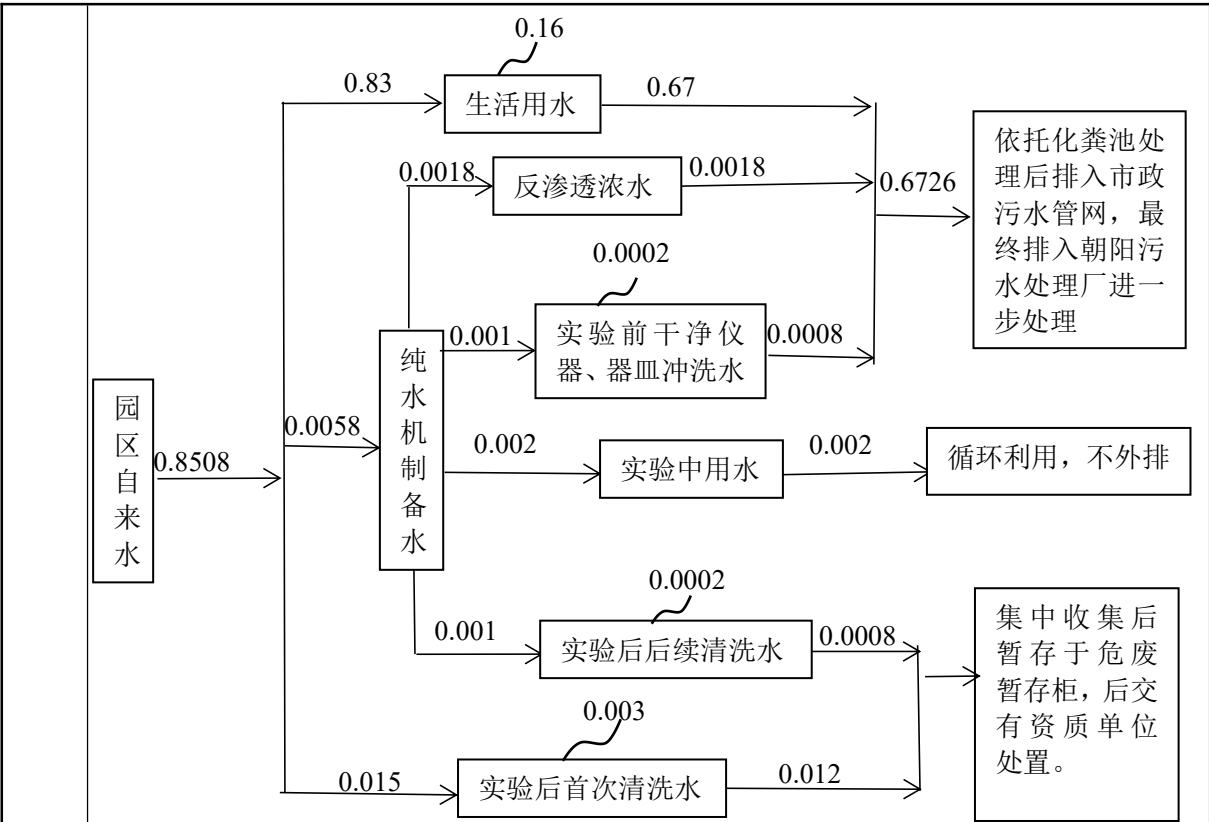 0.16
0.83
生活用水
0.67
依托化粪池处
理后排入市政
污水管网，最
终排入朝阳污
水处理厂进一
步处理
0.0018
反渗透浓水
0.0018
0.6726
0.0002
0.001
实验前干净仪
器、器皿冲洗水
0.0008
园
区
自
来
水
0.8508
0.0058
纯
水
机
制
备
水
0.002
实验中用水
0.002
循环利用，不外排
0.0002
0.001
实验后后续清洗水
0.0008
集中收集后
暂存于危废
暂存柜，后交
有资质单位
处置。
0.003
0.015
实验后首次清洗水
0.012